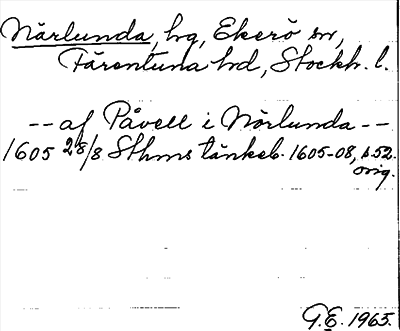 Närlunda, hg, Ekerö sn,
Färentuna hd, Stockh. l.
-- af Påvell i Nörlunda --
1605 28/8 Sthms tänkeb. 1605-08, s. 52.
orig.
G.E. 1965.